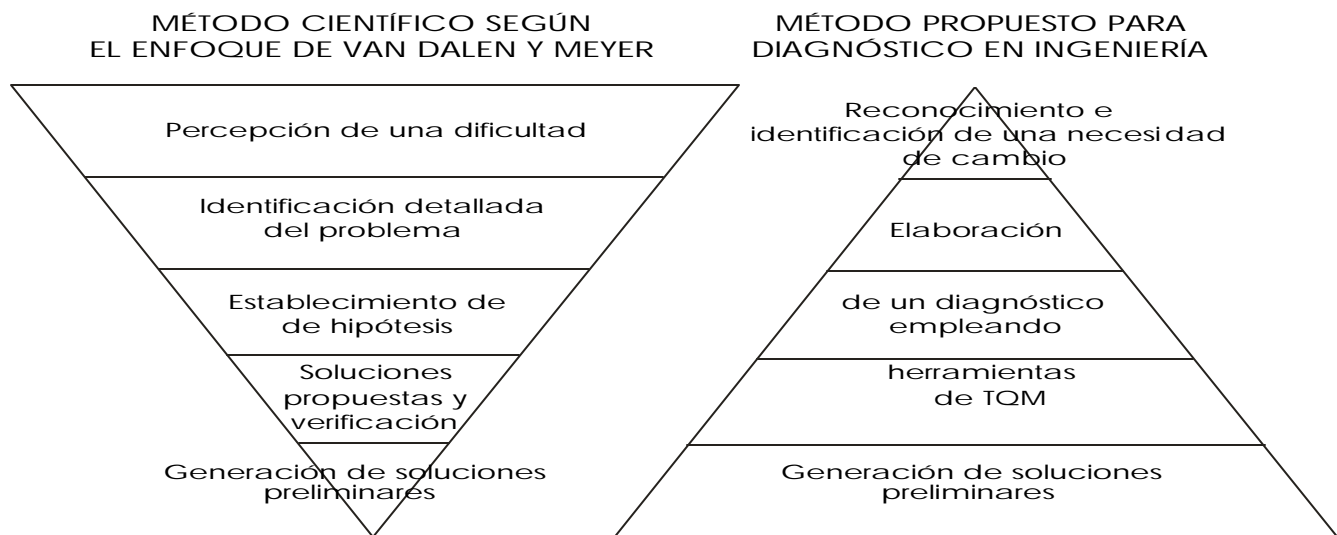 MÉTODO CIENTÍFICO SEGÚN
EL ENFOQUE DE VAN DALEN Y MEYER
Percepción de una dificultad
Identificación detallada
del problema
Establecimiento de
de hipótesis
Soluciones
propuestas y
verificación
Generación de soluciones
preliminares
MÉTODO PROPUESTO PARA
DIAGNÓSTICO EN INGENIERÍA
Reconocimiento e
identificación de una necesidad
de cambio
Elaboración
de un diagnóstico
empleando
herramientas
de TQM
Generación de soluciones
preliminares